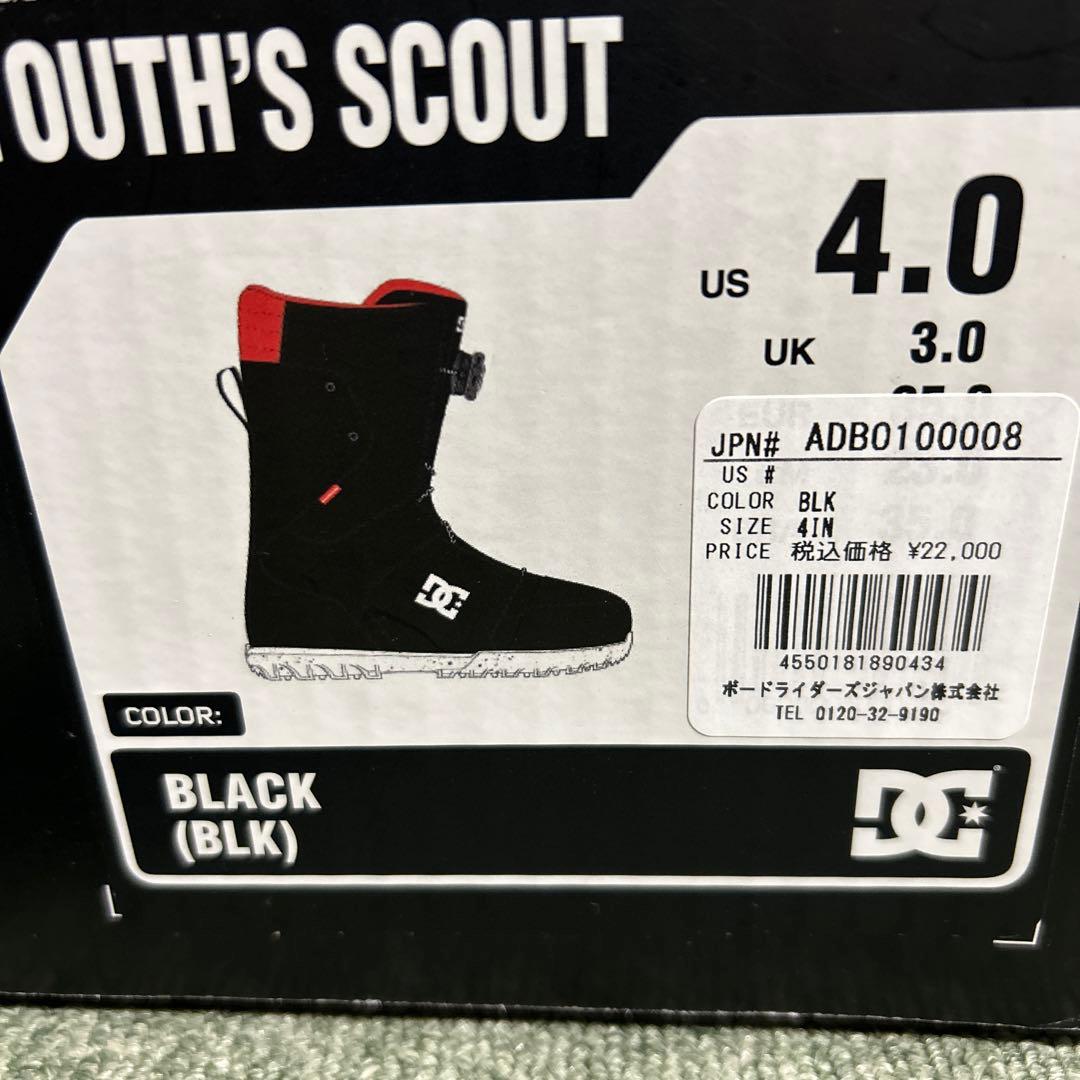 OUTH'S SCOUT
US 4.0
UK 3.0
JPN# ADB0100008
US #
COLOR BLK
SIZE 4IN
PRICE 税込価格 ¥22,000
4550181890434
ボードライダーズジャパン株式会社
TEL 0120-32-9190
COLOR:
BLACK
(BLK)
DC